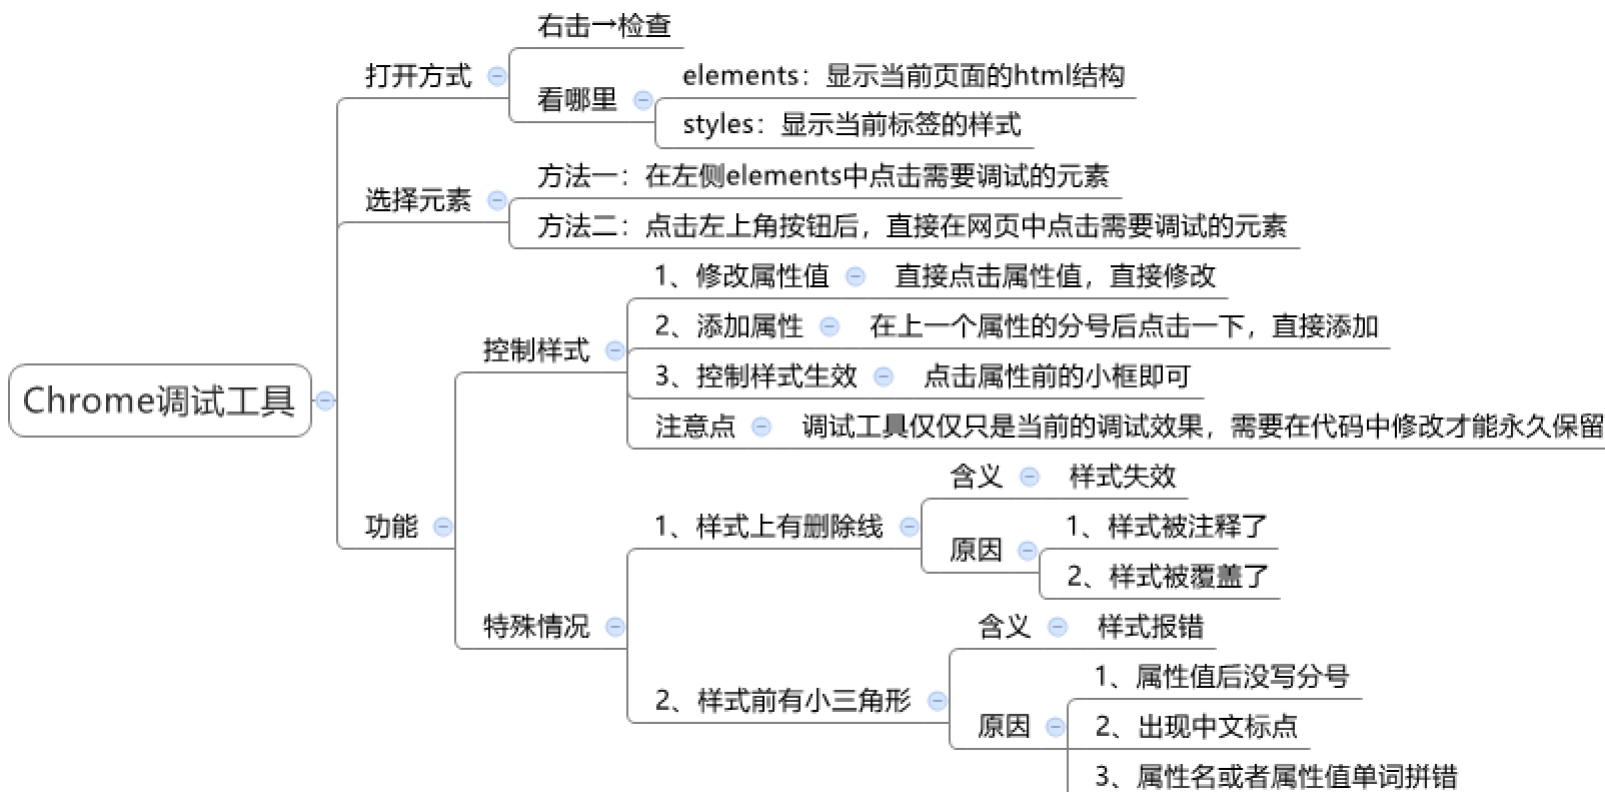 Chrome调试工具
打开方式
右击→检查
看哪里
elements：显示当前页面的html结构
styles：显示当前标签的样式
选择元素
方法一：在左侧elements中点击需要调试的元素
方法二：点击左上角按钮后，直接在网页中点击需要调试的元素
功能
控制样式
1、修改属性值
直接点击属性值，直接修改
2、添加属性
在上一个属性的分号后点击一下，直接添加
3、控制样式生效
点击属性前的小框即可
注意点
调试工具仅仅只是当前的调试效果，需要在代码中修改才能永久保留
特殊情况
1、样式上有删除线
含义
样式失效
原因
1、样式被注释了
2、样式被覆盖了
2、样式前有小三角形
含义
样式报错
原因
1、属性值后没写分号
2、出现中文标点
3、属性名或者属性值单词拼错